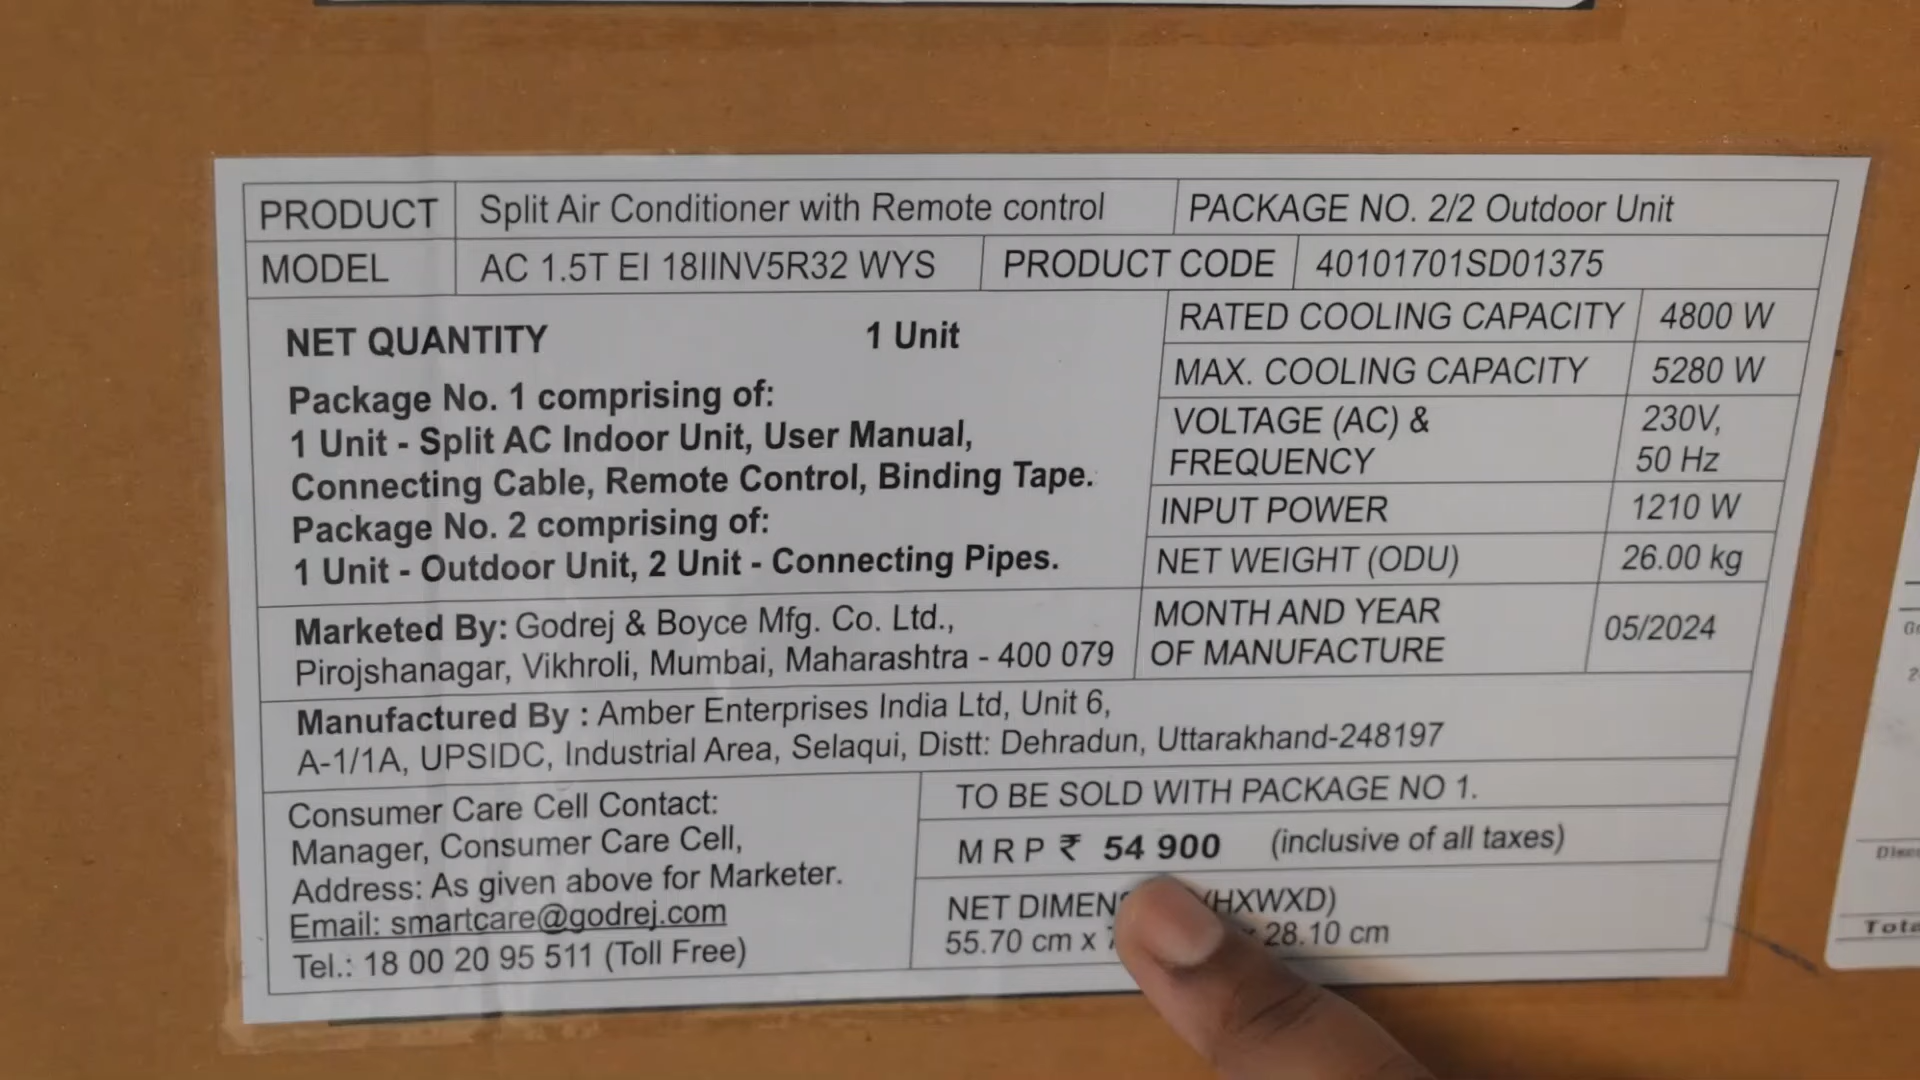 PRODUCT Split Air Conditioner with Remote control PACKAGE NO. 2/2 Outdoor Unit
MODEL AC 1.5T EI 18IINV5R32 WYS PRODUCT CODE 40101701SD01375
NET QUANTITY 1 Unit
Package No. 1 comprising of:
1 Unit - Split AC Indoor Unit, User Manual,
Connecting Cable, Remote Control, Binding Tape.
Package No. 2 comprising of:
1 Unit - Outdoor Unit, 2 Unit - Connecting Pipes.
RATED COOLING CAPACITY 4800 W
MAX. COOLING CAPACITY 5280 W
VOLTAGE (AC) & 230V,
FREQUENCY 50 Hz
INPUT POWER 1210 W
NET WEIGHT (ODU) 26.00 kg
Marketed By: Godrej & Boyce Mfg. Co. Ltd.,
Pirojshanagar, Vikhroli, Mumbai, Maharashtra - 400 079
MONTH AND YEAR
OF MANUFACTURE 05/2024
Manufactured By : Amber Enterprises India Ltd, Unit 6,
A-1/1A, UPSIDC, Industrial Area, Selaqui, Distt: Dehradun, Uttarakhand-248197
Consumer Care Cell Contact:
Manager, Consumer Care Cell,
Address: As given above for Marketer.
Email: smartcare@godrej.com
Tel.: 18 00 20 95 511 (Toll Free)
TO BE SOLD WITH PACKAGE NO 1.
M R P ₹ 54 900 (inclusive of all taxes)
NET (HXWXD)
55.70 cm x 28.10 cm